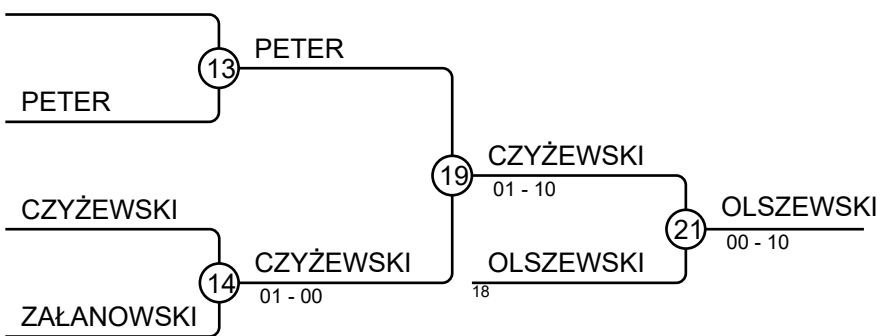 PETER
13
PETER
CZYŻEWSKI
19
01 - 10
CZYŻEWSKI
OLSZEWSKI
21
00 - 10
CZYŻEWSKI
14
01 - 00
OLSZEWSKI
18
ZAŁANOWSKI